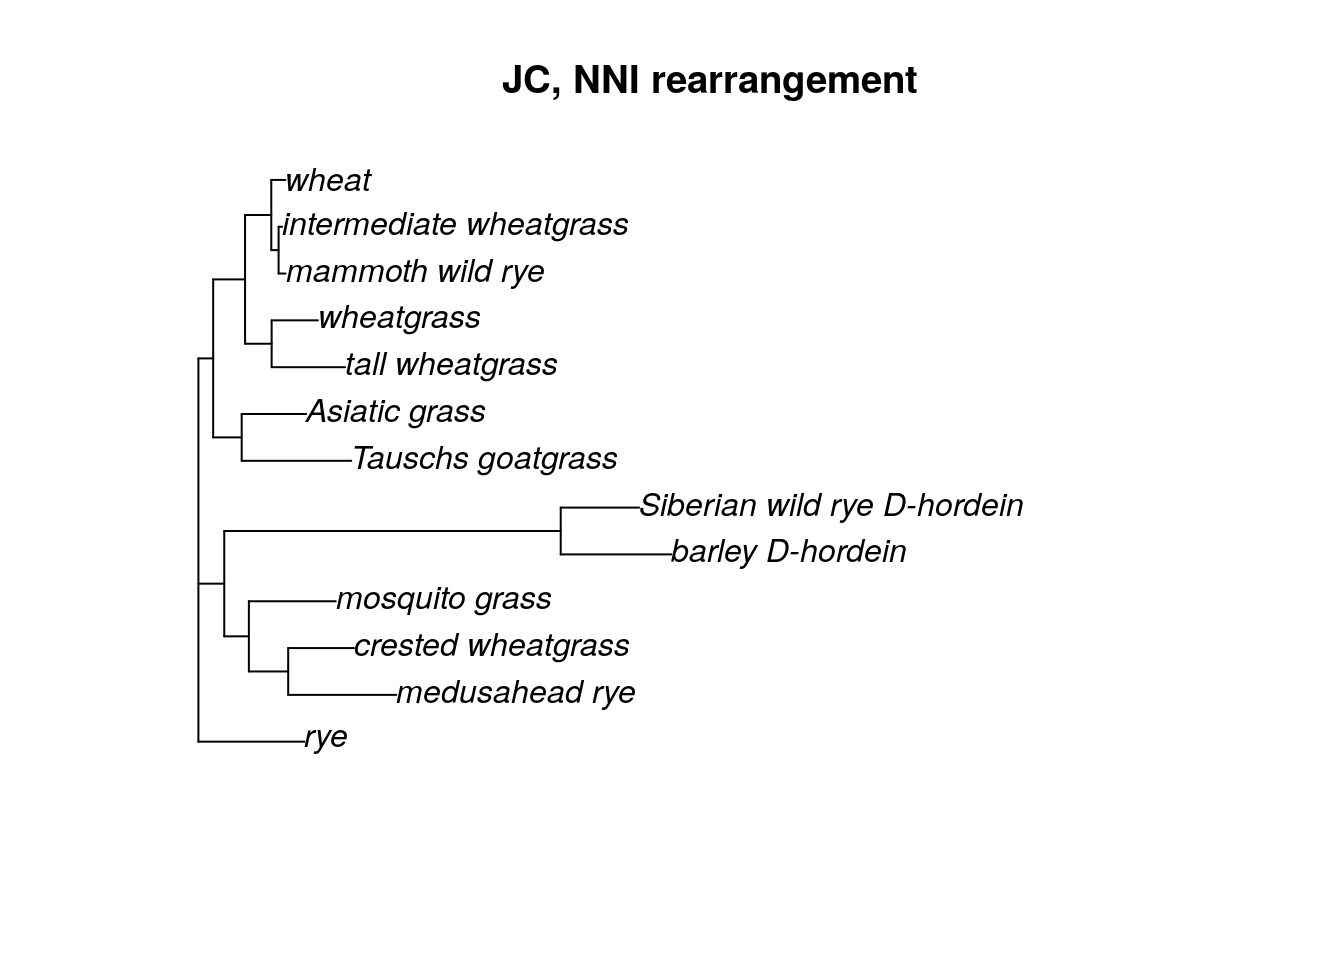 JC, NNI rearrangement
wheat
intermediate wheatgrass
mammoth wild rye
wheatgrass
tall wheatgrass
Asiatic grass
Tauschs goatgrass
Siberian wild rye D-hordein
barley D-hordein
mosquito grass
crested wheatgrass
medusahead rye
rye